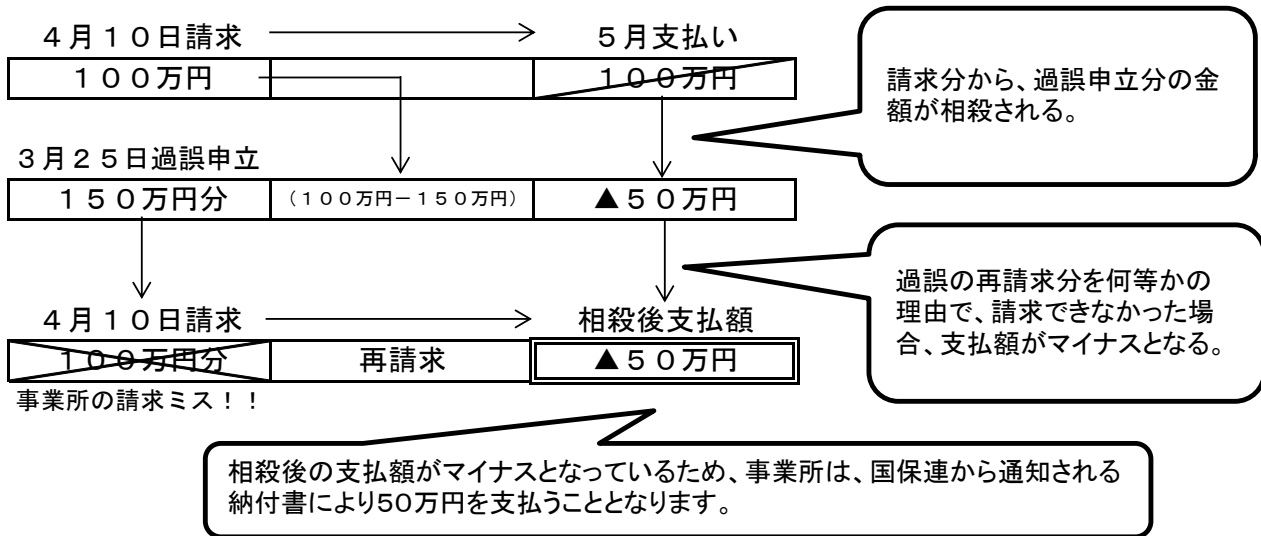 ４月１０日請求
５月支払い
１００万円
１００万円
請求分から、過誤申立分の金
額が相殺される。
３月２５日過誤申立
１５０万円分
（１００万円－１５０万円）
▲５０万円
過誤の再請求分を何等かの
理由で、請求できなかった場
合、支払額がマイナスとなる。
４月１０日請求
相殺後支払額
１００万円分
再請求
▲５０万円
事業所の請求ミス！！
相殺後の支払額がマイナスとなっているため、事業所は、国保連から通知される
納付書により50万円を支払うこととなります。